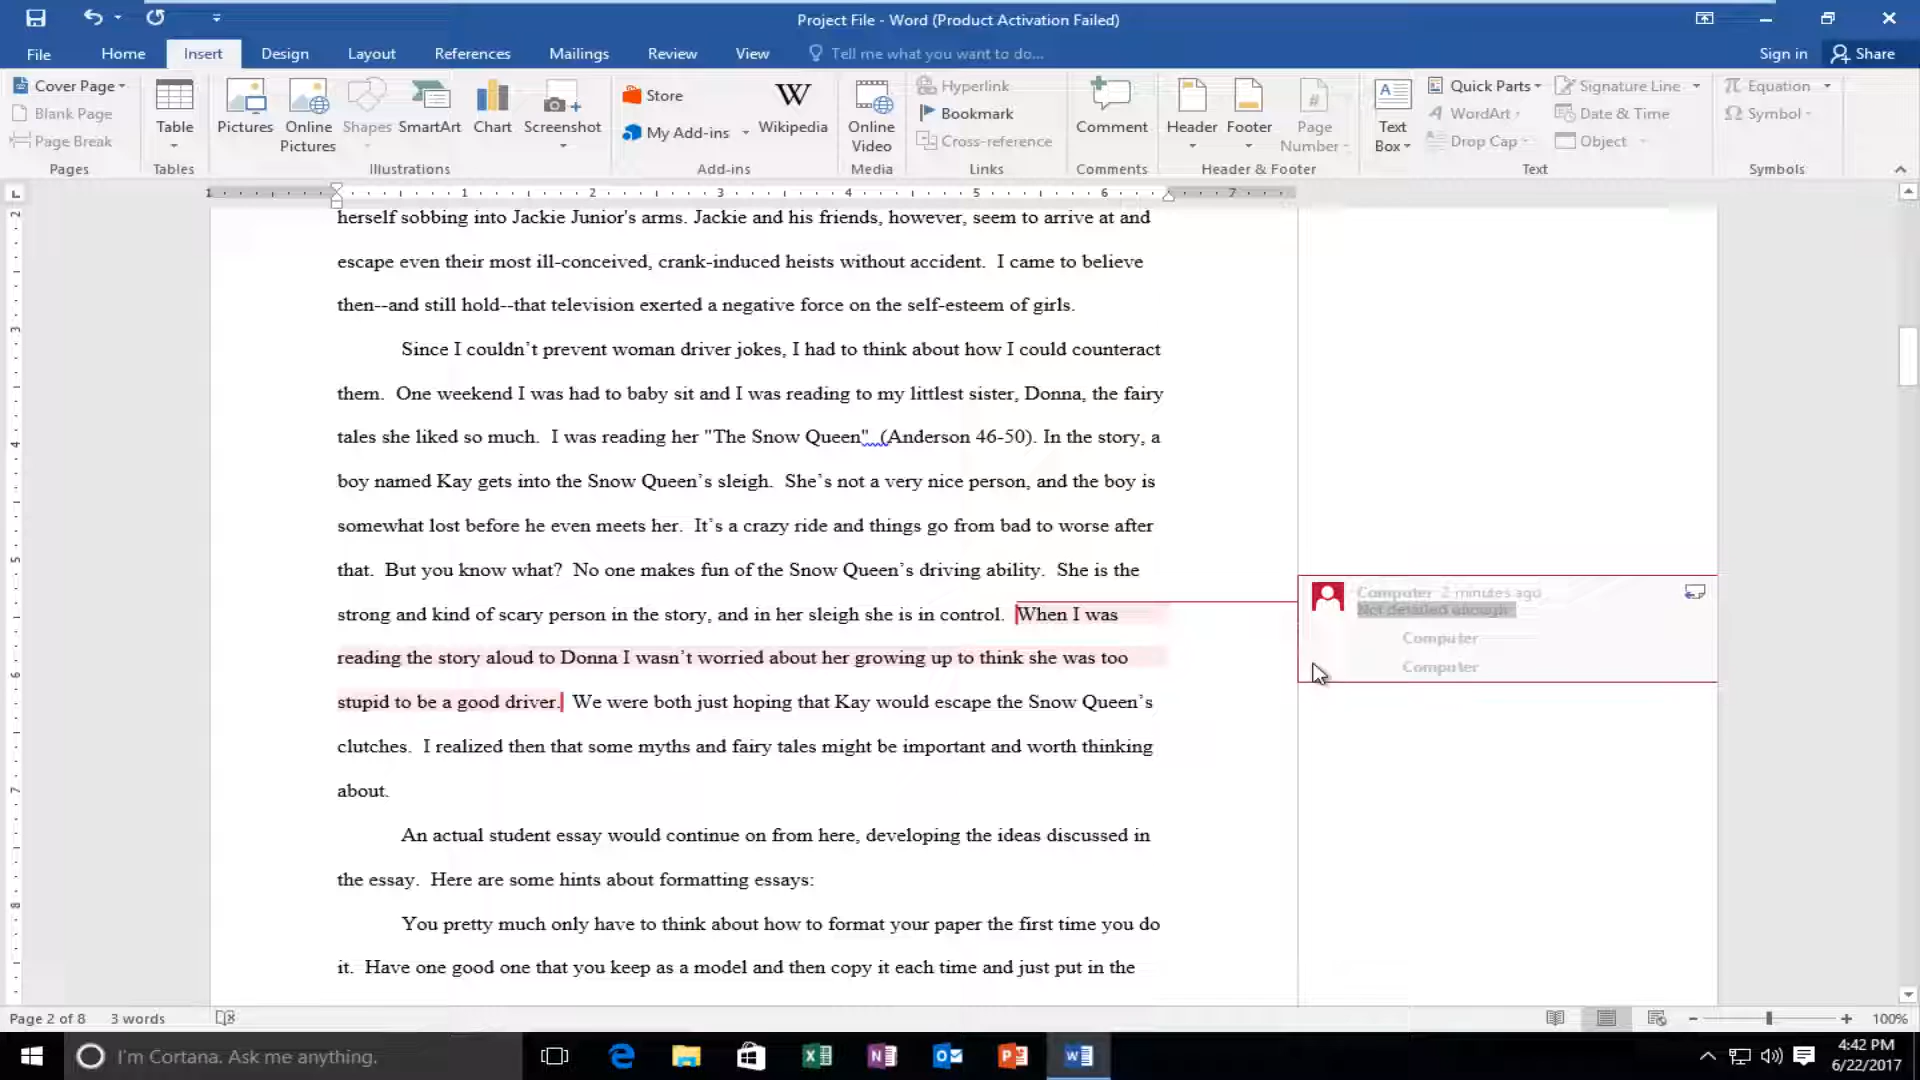 Project File - Word (Product Activation Failed)
File Home Insert Design Layout References Mailings Review View Tell me what you want to do... Sign in Share
Cover Page
Blank Page
Page Break
Pages
Table
Tables
Pictures
Online Pictures
Shapes
SmartArt
Chart
Screenshot
Illustrations
Store
My Add-ins
W
Wikipedia
Add-ins
Online Video
Media
Hyperlink
Bookmark
Cross-reference
Links
Comment
Comments
Header
Footer
Page Number
#
Header & Footer
A
Text Box
Quick Parts
WordArt
Drop Cap
Signature Line
Date & Time
Object
Text
π Equation
Ω Symbol
Symbols
L
1 1 2 3 4 5 6 7
2
3
4
5
6
7
8
herself sobbing into Jackie Junior's arms. Jackie and his friends, however, seem to arrive at and
escape even their most ill-conceived, crank-induced heists without accident.  I came to believe
then--and still hold--that television exerted a negative force on the self-esteem of girls.
Since I couldn’t prevent woman driver jokes, I had to think about how I could counteract
them.  One weekend I was had to baby sit and I was reading to my littlest sister, Donna, the fairy
tales she liked so much.  I was reading her "The Snow Queen"  (Anderson 46-50). In the story, a
boy named Kay gets into the Snow Queen’s sleigh.  She’s not a very nice person, and the boy is
somewhat lost before he even meets her.  It’s a crazy ride and things go from bad to worse after
that.  But you know what?  No one makes fun of the Snow Queen’s driving ability.  She is the
strong and kind of scary person in the story, and in her sleigh she is in control.  When I was
reading the story aloud to Donna I wasn’t worried about her growing up to think she was too
stupid to be a good driver.  We were both just hoping that Kay would escape the Snow Queen’s
clutches.  I realized then that some myths and fairy tales might be important and worth thinking
about.
An actual student essay would continue on from here, developing the ideas discussed in
the essay.  Here are some hints about formatting essays:
You pretty much only have to think about how to format your paper the first time you do
it.  Have one good one that you keep as a model and then copy it each time and just put in the
Computer 2 minutes ago
Not detailed enough
Computer
Computer
Page 2 of 8 3 words
100%
I'm Cortana. Ask me anything.
4:42 PM
6/22/2017